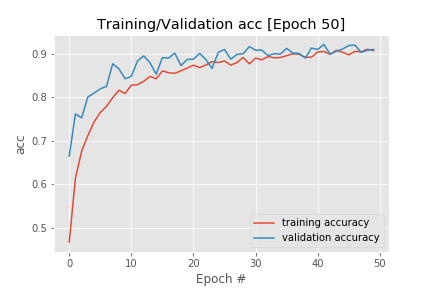 Training/Validation acc [Epoch 50]
acc
0.9
0.8
0.7
0.6
0.5
training accuracy
validation accuracy
0 10 20 30 40 50
Epoch #